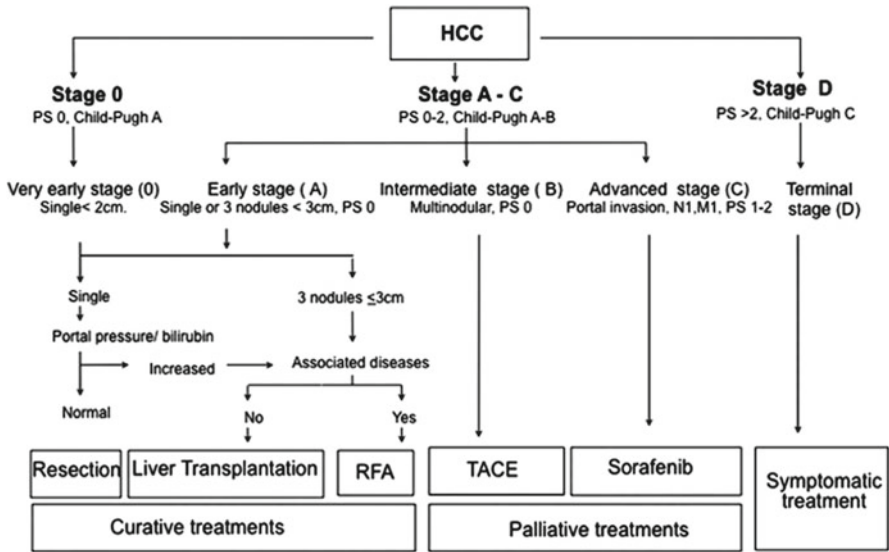 HCC
Stage 0
PS 0, Child-Pugh A
Stage A - C
PS 0-2, Child-Pugh A-B
Stage D
PS >2, Child-Pugh C
Very early stage (0)
Single< 2cm.
Early stage ( A)
Single or 3 nodules < 3cm, PS 0
Intermediate stage ( B)
Multinodular, PS 0
Advanced stage (C)
Portal invasion, N1,M1, PS 1-2
Terminal
stage (D)
Single
3 nodules ≤3cm
Portal pressure/ bilirubin
Increased
Associated diseases
Normal
No
Yes
Resection
Liver Transplantation
RFA
TACE
Sorafenib
Symptomatic
treatment
Curative treatments
Palliative treatments